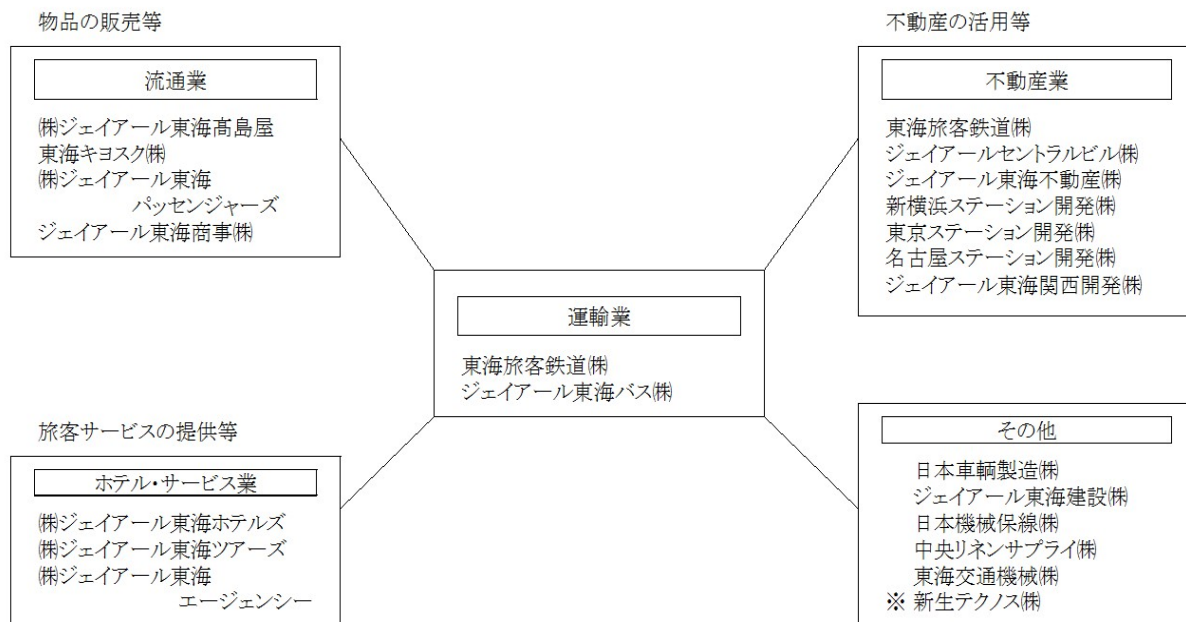 物品の販売等
流通業
㈱ジェイアール東海髙島屋
東海キヨスク㈱
㈱ジェイアール東海
パッセンジャーズ
ジェイアール東海商事㈱
不動産の活用等
不動産業
東海旅客鉄道㈱
ジェイアールセントラルビル㈱
ジェイアール東海不動産㈱
新横浜ステーション開発㈱
東京ステーション開発㈱
名古屋ステーション開発㈱
ジェイアール東海関西開発㈱
運輸業
東海旅客鉄道㈱
ジェイアール東海バス㈱
旅客サービスの提供等
ホテル・サービス業
㈱ジェイアール東海ホテルズ
㈱ジェイアール東海ツアーズ
㈱ジェイアール東海
エージェンシー
その他
日本車輌製造㈱
ジェイアール東海建設㈱
日本機械保線㈱
中央リネンサプライ㈱
東海交通機械㈱
※ 新生テクノス㈱